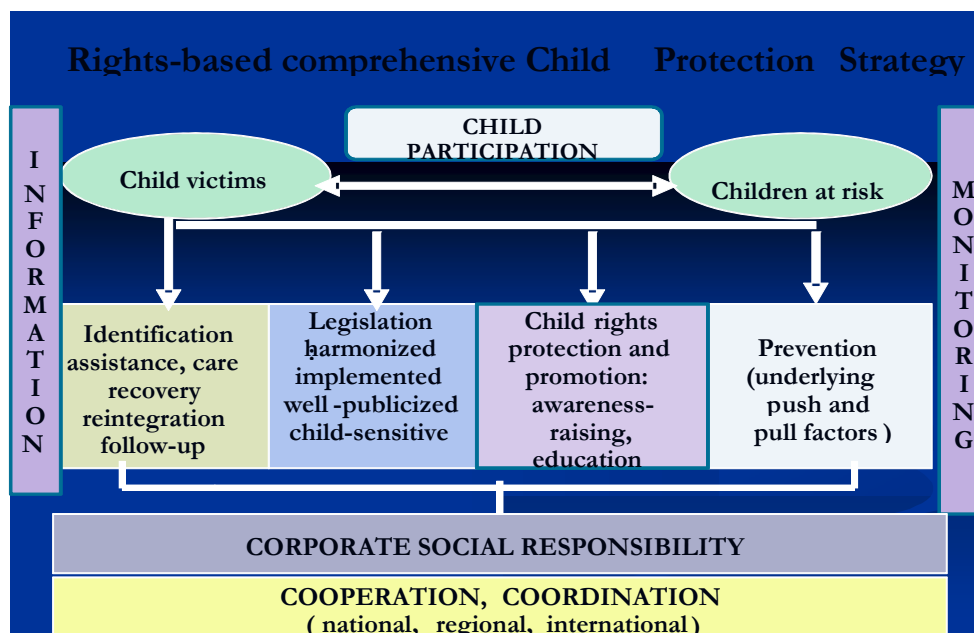 Rights-based comprehensive Child Protection Strategy
CHILD
PARTICIPATION
Child victims
Children at risk
INFORMATION
MONITORING
Identification
assistance, care
recovery
reintegration
follow-up
Legislation
harmonized
implemented
well -publicized
child-sensitive
Child rights
protection and
promotion:
awareness-
raising,
education
Prevention
(underlying
push and
pull factors )
CORPORATE SOCIAL RESPONSIBILITY
COOPERATION, COORDINATION
( national, regional, international )